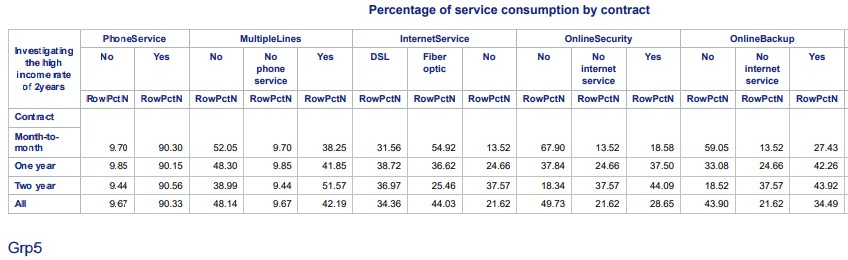 Percentage of service consumption by contract
Investigating the high income rate of 2years PhoneService MultipleLines InternetService OnlineSecurity OnlineBackup
No Yes No No phone service Yes DSL Fiber optic No No No internet service Yes No No internet service Yes
RowPctN RowPctN RowPctN RowPctN RowPctN RowPctN RowPctN RowPctN RowPctN RowPctN RowPctN RowPctN RowPctN RowPctN
Contract
Month-to-month 9.70 90.30 52.05 9.70 38.25 31.56 54.92 13.52 67.90 13.52 18.58 59.05 13.52 27.43
One year 9.85 90.15 48.30 9.85 41.85 38.72 36.62 24.66 37.84 24.66 37.50 33.08 24.66 42.26
Two year 9.44 90.56 38.99 9.44 51.57 36.97 25.46 37.57 18.34 37.57 44.09 18.52 37.57 43.92
All 9.67 90.33 48.14 9.67 42.19 34.36 44.03 21.62 49.73 21.62 28.65 43.90 21.62 34.49
Grp5